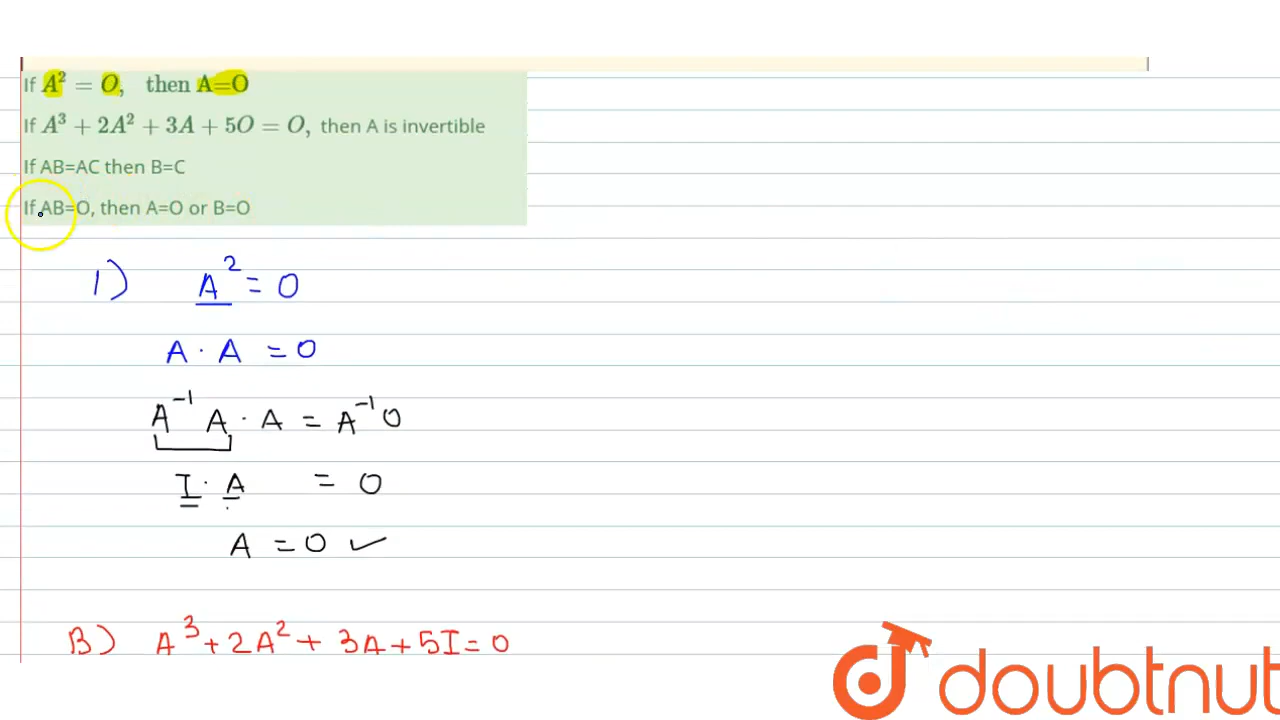 If A² = O, then A=O
If A³ + 2A² + 3A + 5O = O, then A is invertible
If AB=AC then B=C
If AB=O, then A=O or B=O
1) A² = 0
A · A = 0
A⁻¹ A · A = A⁻¹ 0
I · A = 0
A = 0 ✓
B) A³ + 2A² + 3A + 5I = 0
doubtnut